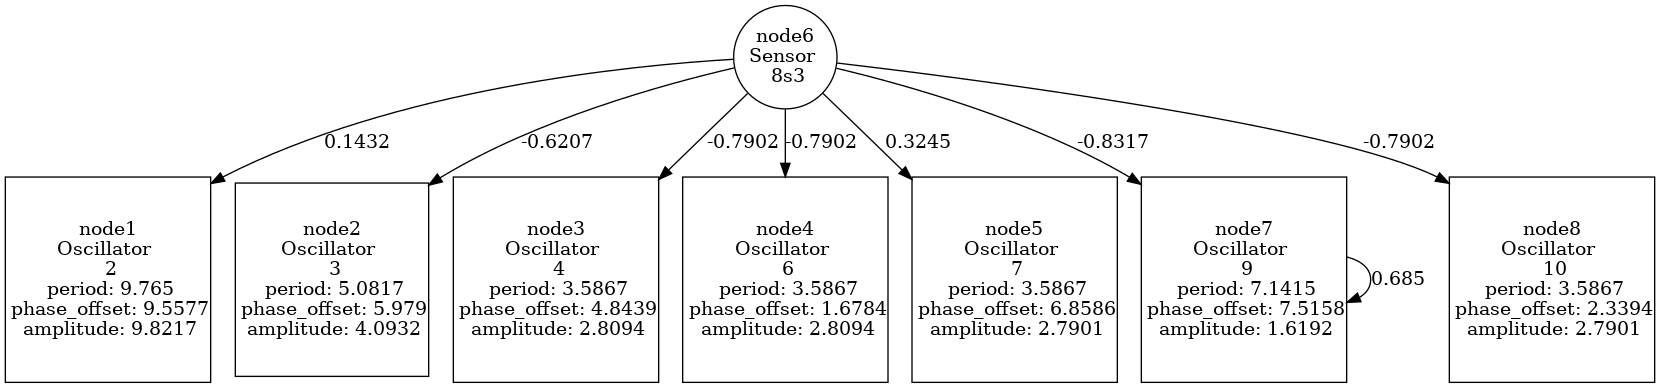 node6
Sensor
8s3
0.1432
-0.6207
-0.7902
-0.7902
0.3245
-0.8317
-0.7902
node1
Oscillator
2
period: 9.765
phase_offset: 9.5577
amplitude: 9.8217
node2
Oscillator
3
period: 5.0817
phase_offset: 5.979
amplitude: 4.0932
node3
Oscillator
4
period: 3.5867
phase_offset: 4.8439
amplitude: 2.8094
node4
Oscillator
6
period: 3.5867
phase_offset: 1.6784
amplitude: 2.8094
node5
Oscillator
7
period: 3.5867
phase_offset: 6.8586
amplitude: 2.7901
node7
Oscillator
9
period: 7.1415
phase_offset: 7.5158
amplitude: 1.6192
0.685
node8
Oscillator
10
period: 3.5867
phase_offset: 2.3394
amplitude: 2.7901